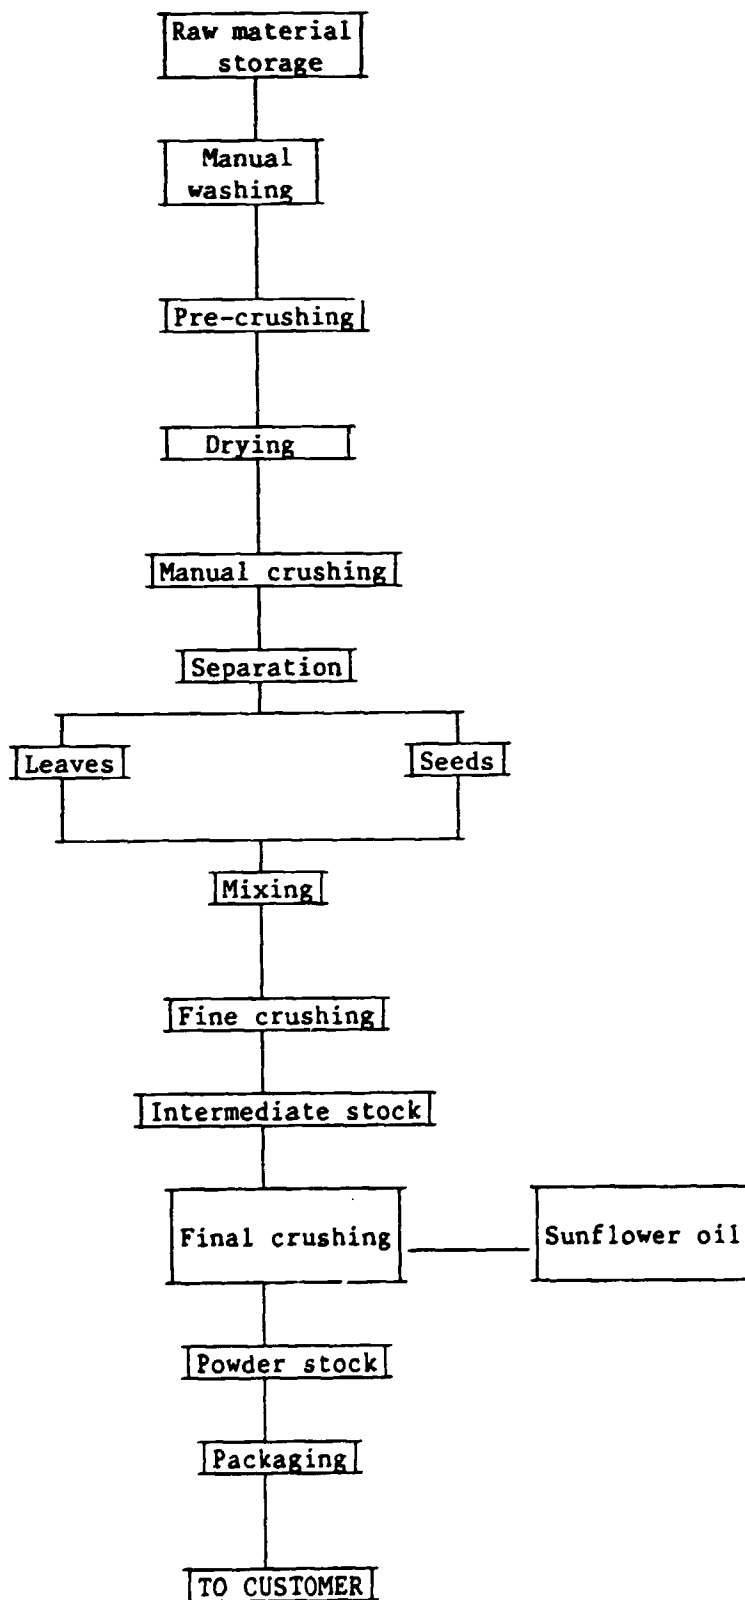 Raw material
storage
Manual
washing
Pre-crushing
Drying
Manual crushing
Separation
Leaves
Seeds
Mixing
Fine crushing
Intermediate stock
Final crushing
Sunflower oil
Powder stock
Packaging
TO CUSTOMER